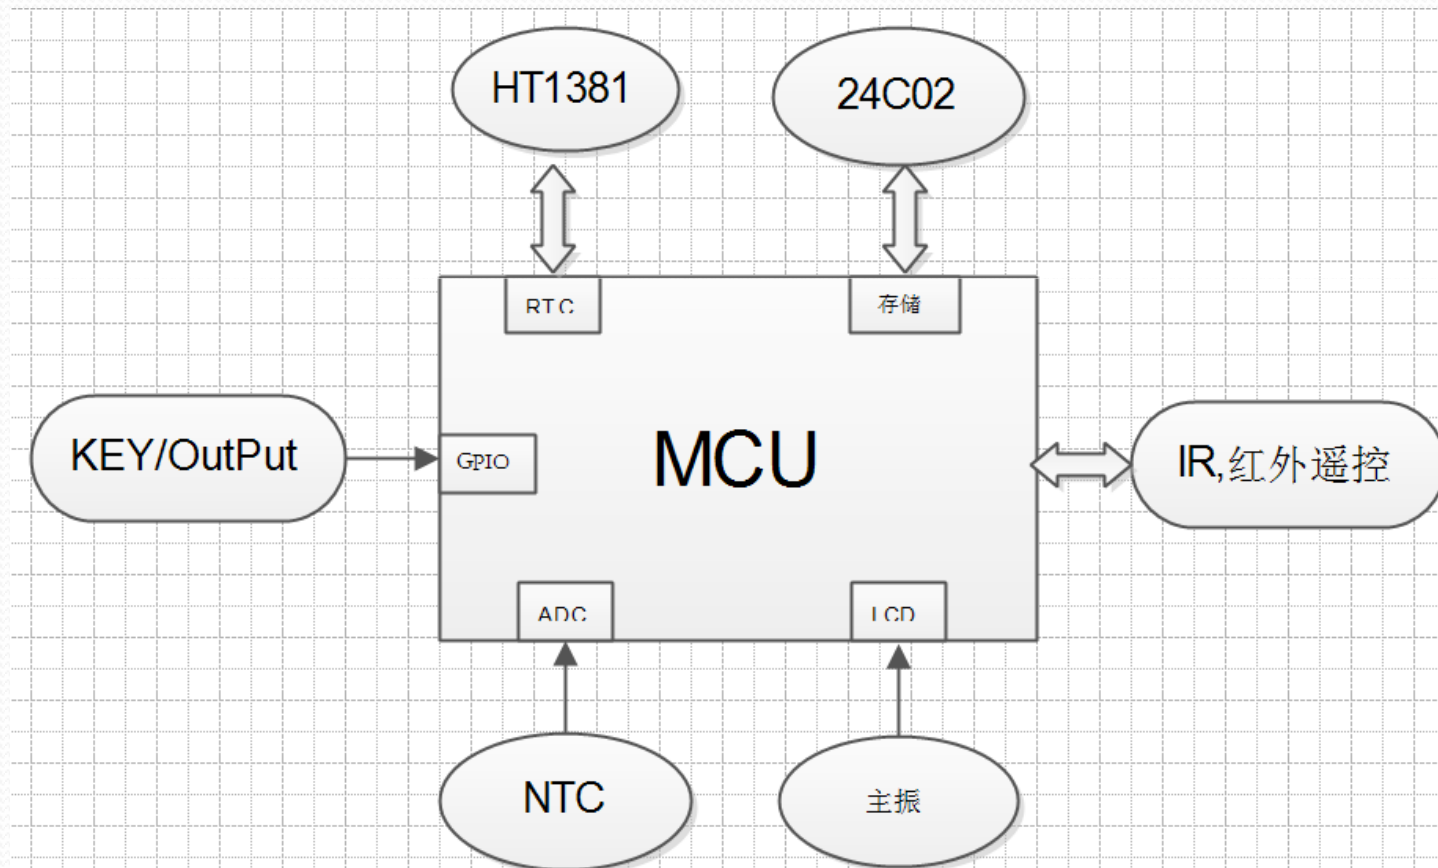 HT1381
24C02
RTC
存储
KEY/OutPut
GPIO
MCU
IR,红外遥控
ADC
LCD
NTC
主振